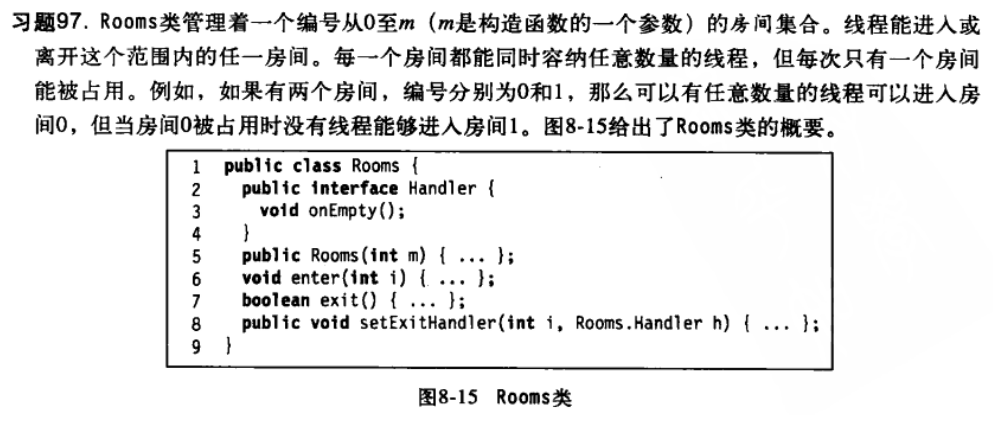 习题97. Rooms类管理着一个编号从0至m（m是构造函数的一个参数）的房间集合。线程能进入或
离开这个范围内的任一房间。每一个房间都能同时容纳任意数量的线程，但每次只有一个房间
能被占用。例如，如果有两个房间，编号分别为0和1，那么可以有任意数量的线程可以进入房
间0，但当房间0被占用时没有线程能够进入房间1。图8-15给出了Rooms类的概要。
1 public class Rooms {
2 public interface Handler {
3 void onEmpty();
4 }
5 public Rooms(int m) { ... };
6 void enter(int i) { ... };
7 boolean exit() { ... };
8 public void setExitHandler(int i, Rooms.Handler h) { ... };
9 }
图8-15 Rooms类